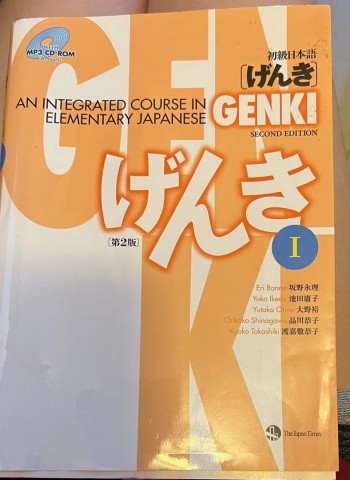 MP3 CD-ROM
初級日本語
[げんき]
AN INTEGRATED COURSE IN
ELEMENTARY JAPANESE
GENKI
SECOND EDITION
GEN
げんき
[第2版]
I
KI
Eri Banno 坂野永理
Yoko Ikeda 池田庸子
Yutaka Ohno 大野裕
Chikako Shinagawa 品川恭子
Kyoko Tokashiki 渡嘉敷恭子
The Japan Times